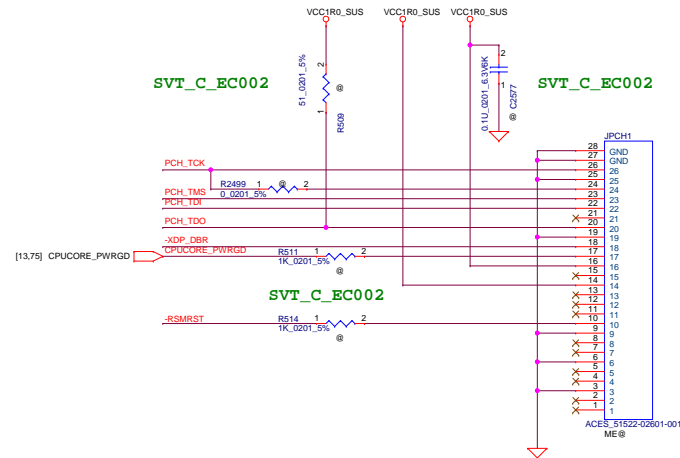 VCC1R0_SUS VCC1R0_SUS VCC1R0_SUS
SVT_C_EC002
51_0201_5%
2
@
1
R509
0.1U_0201_6.3V6K
2
1
@ C2577
SVT_C_EC002
JPCH1
28 GND
27 GND
PCH_TCK 26 26
25 25
R2499 1 @ 2 24 24
0_0201_5%
PCH_TMS 23 23
PCH_TDI 22 22
21 21
PCH_TDO 20 20
19 19
-XDP_DBR 18 18
[13,75] CPUCORE_PWRGD CPUCORE_PWRGD R511 1 2 17 17
1K_0201_5%
@
16 16
15 15
14 14
SVT_C_EC002
13 13
12 12
11 11
-RSMRST R514 1 2 10 10
1K_0201_5%
@
9 9
8 8
7 7
6 6
5 5
4 4
3 3
2 2
1 1
ACES_51522-02601-001
ME@